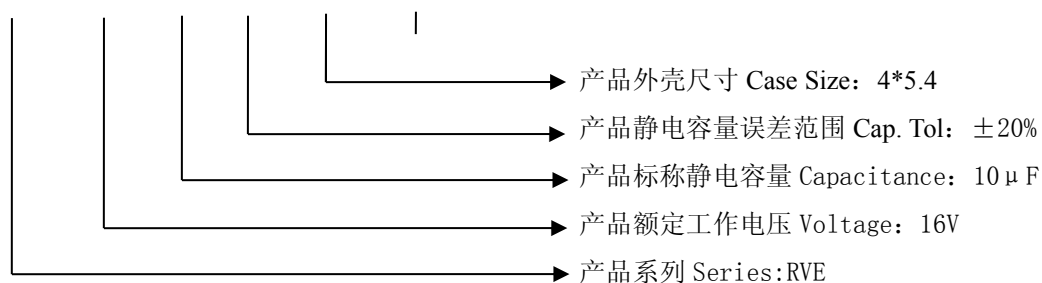 产品外壳尺寸 Case Size：4*5.4
产品静电容量误差范围 Cap. Tol：±20%
产品标称静电容量 Capacitance：10μF
产品额定工作电压 Voltage：16V
产品系列 Series:RVE